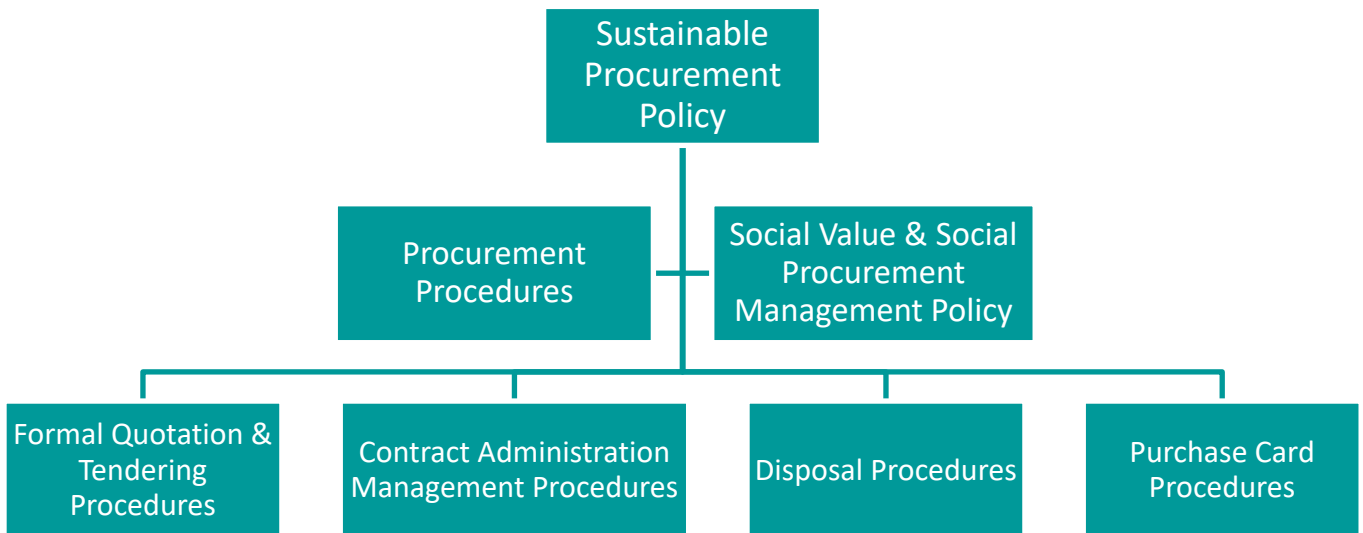 Sustainable
Procurement
Policy
Procurement
Procedures
Social Value & Social
Procurement
Management Policy
Formal Quotation &
Tendering
Procedures
Contract Administration
Management Procedures
Disposal Procedures
Purchase Card
Procedures